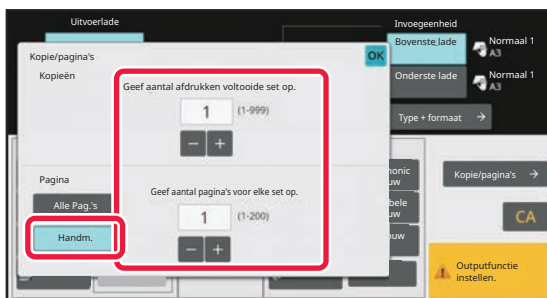 Uitvoerlade
Invoegeenheid
Bovenste lade
Normaal 1
A3
Onderste lade
Normaal 1
A3
Type + formaat
Kopie/pagina's
OK
Kopieën
Geef aantal afdrukken voltooide set op.
1
(1-999)
− +
Pagina
Geef aantal pagina's voor elke set op.
Alle Pag.'s
1
(1-200)
Handm.
− +
Kopie/pagina's
CA
Outputfunctie
instellen.